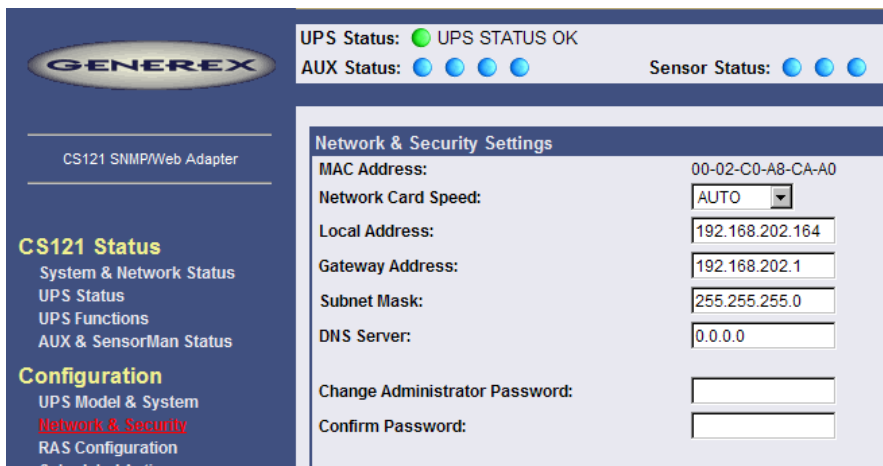 GENEREX
CS121 SNMP/Web Adapter
CS121 Status
System & Network Status
UPS Status
UPS Functions
AUX & SensorMan Status
Configuration
UPS Model & System
Network & Security
RAS Configuration
UPS Status: UPS STATUS OK
AUX Status: Sensor Status:
Network & Security Settings
MAC Address: 00-02-C0-A8-CA-A0
Network Card Speed: AUTO
Local Address: 192.168.202.164
Gateway Address: 192.168.202.1
Subnet Mask: 255.255.255.0
DNS Server: 0.0.0.0
Change Administrator Password:
Confirm Password: